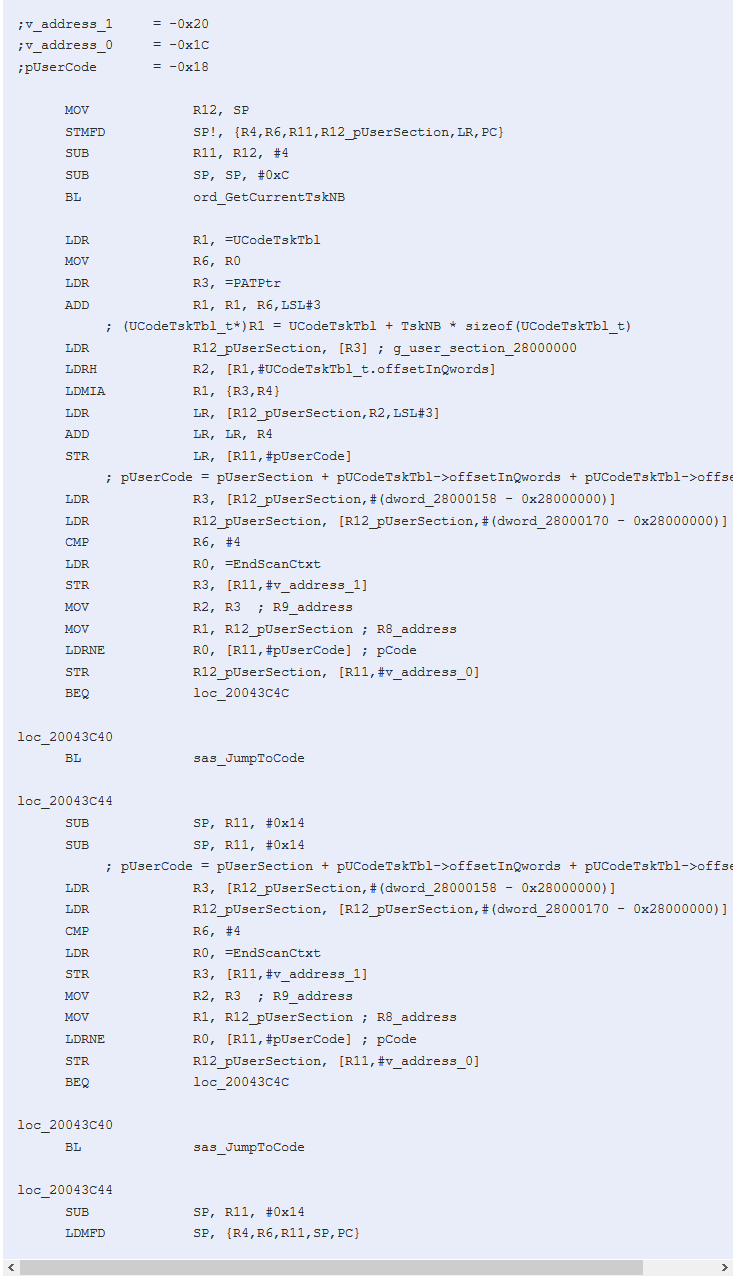 ;v_address_1     = -0x20
;v_address_0     = -0x1C
;pUserCode       = -0x18
MOV             R12, SP
STMFD           SP!, {R4,R6,R11,R12_pUserSection,LR,PC}
SUB             R11, R12, #4
SUB             SP, SP, #0xC
BL              ord_GetCurrentTskNB
LDR             R1, =UCodeTskTbl
MOV             R6, R0
LDR             R3, =PATPtr
ADD             R1, R1, R6,LSL#3
; (UCodeTskTbl_t*)R1 = UCodeTskTbl + TskNB * sizeof(UCodeTskTbl_t)
LDR             R12_pUserSection, [R3] ; g_user_section_28000000
LDRH            R2, [R1,#UCodeTskTbl_t.offsetInQwords]
LDMIA           R1, {R3,R4}
LDR             LR, [R12_pUserSection,R2,LSL#3]
ADD             LR, LR, R4
STR             LR, [R11,#pUserCode]
; pUserCode = pUserSection + pUCodeTskTbl->offsetInQwords + pUCodeTskTbl->offse
LDR             R3, [R12_pUserSection,#(dword_28000158 - 0x28000000)]
LDR             R12_pUserSection, [R12_pUserSection,#(dword_28000170 - 0x28000000)]
CMP             R6, #4
LDR             R0, =EndScanCtxt
STR             R3, [R11,#v_address_1]
MOV             R2, R3  ; R9_address
MOV             R1, R12_pUserSection ; R8_address
LDRNE           R0, [R11,#pUserCode] ; pCode
STR             R12_pUserSection, [R11,#v_address_0]
BEQ             loc_20043C4C
loc_20043C40
BL              sas_JumpToCode
loc_20043C44
SUB             SP, R11, #0x14
SUB             SP, R11, #0x14
; pUserCode = pUserSection + pUCodeTskTbl->offsetInQwords + pUCodeTskTbl->offse
LDR             R3, [R12_pUserSection,#(dword_28000158 - 0x28000000)]
LDR             R12_pUserSection, [R12_pUserSection,#(dword_28000170 - 0x28000000)]
CMP             R6, #4
LDR             R0, =EndScanCtxt
STR             R3, [R11,#v_address_1]
MOV             R2, R3  ; R9_address
MOV             R1, R12_pUserSection ; R8_address
LDRNE           R0, [R11,#pUserCode] ; pCode
STR             R12_pUserSection, [R11,#v_address_0]
BEQ             loc_20043C4C
loc_20043C40
BL              sas_JumpToCode
loc_20043C44
SUB             SP, R11, #0x14
LDMFD           SP, {R4,R6,R11,SP,PC}